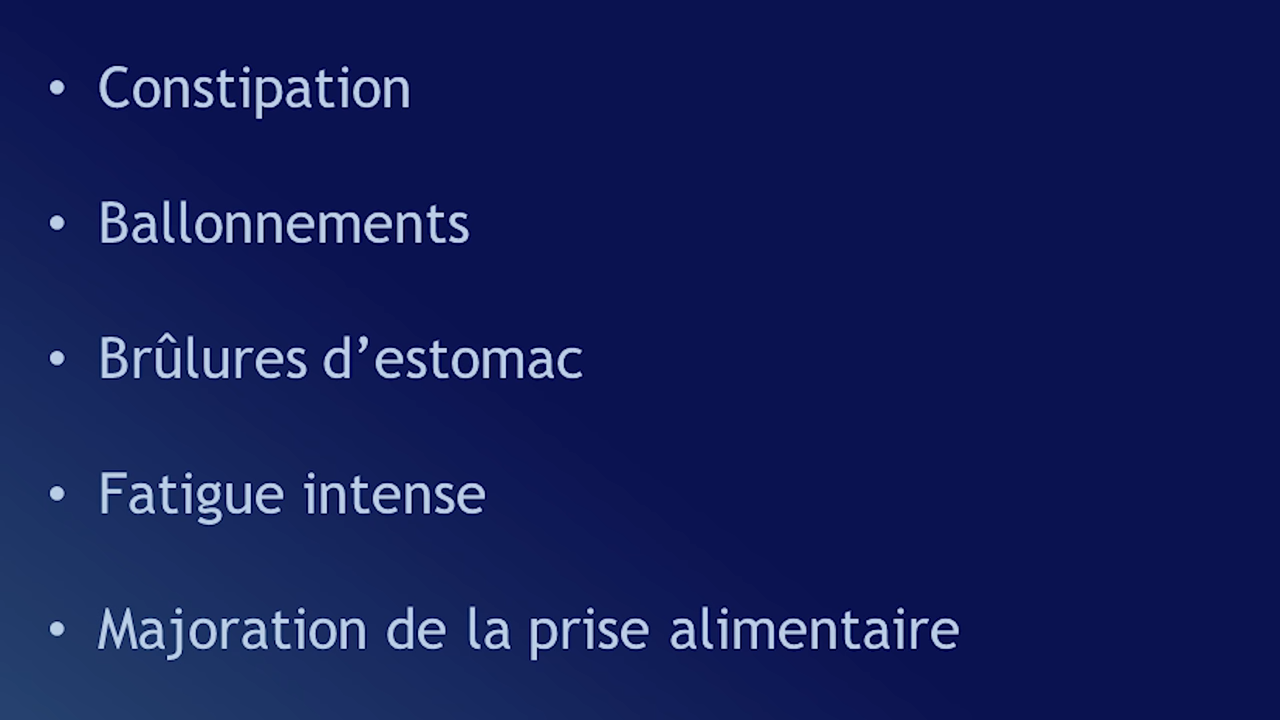 • Constipation
• Ballonnements
• Brûlures d’estomac
• Fatigue intense
• Majoration de la prise alimentaire